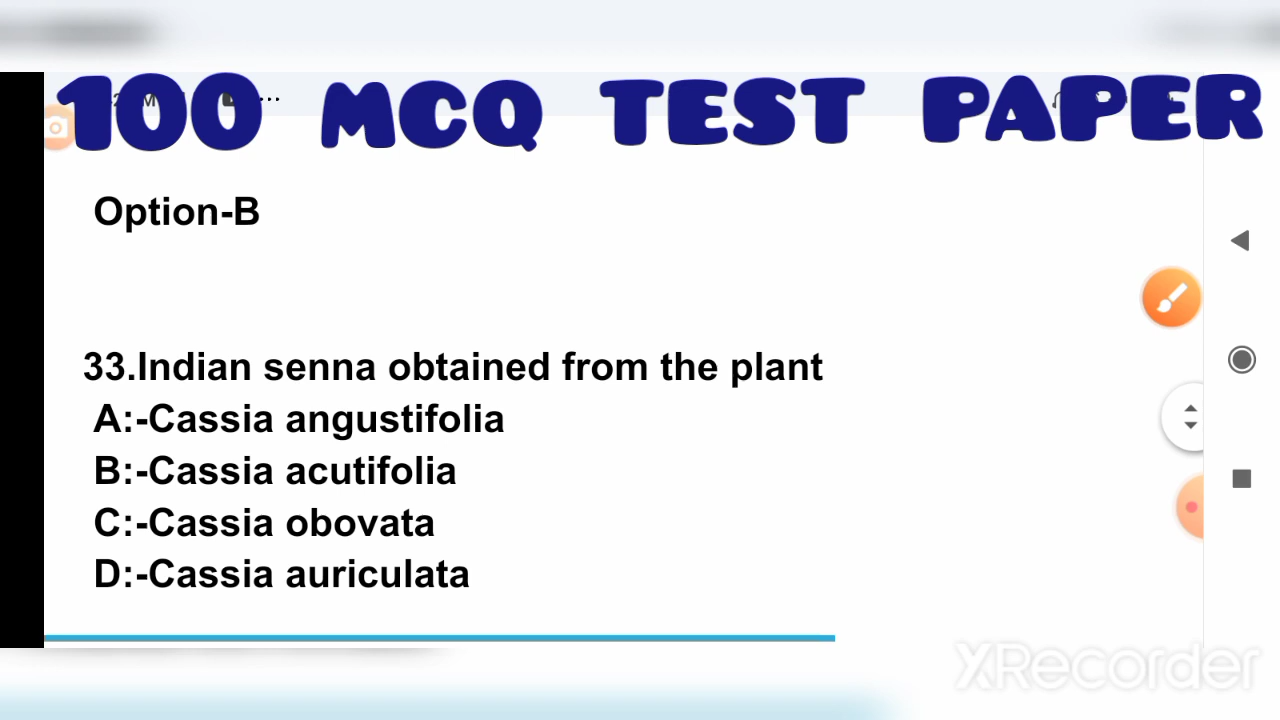 100 MCQ TEST PAPER
Option-B
33.Indian senna obtained from the plant
A:-Cassia angustifolia
B:-Cassia acutifolia
C:-Cassia obovata
D:-Cassia auriculata
XRecorder